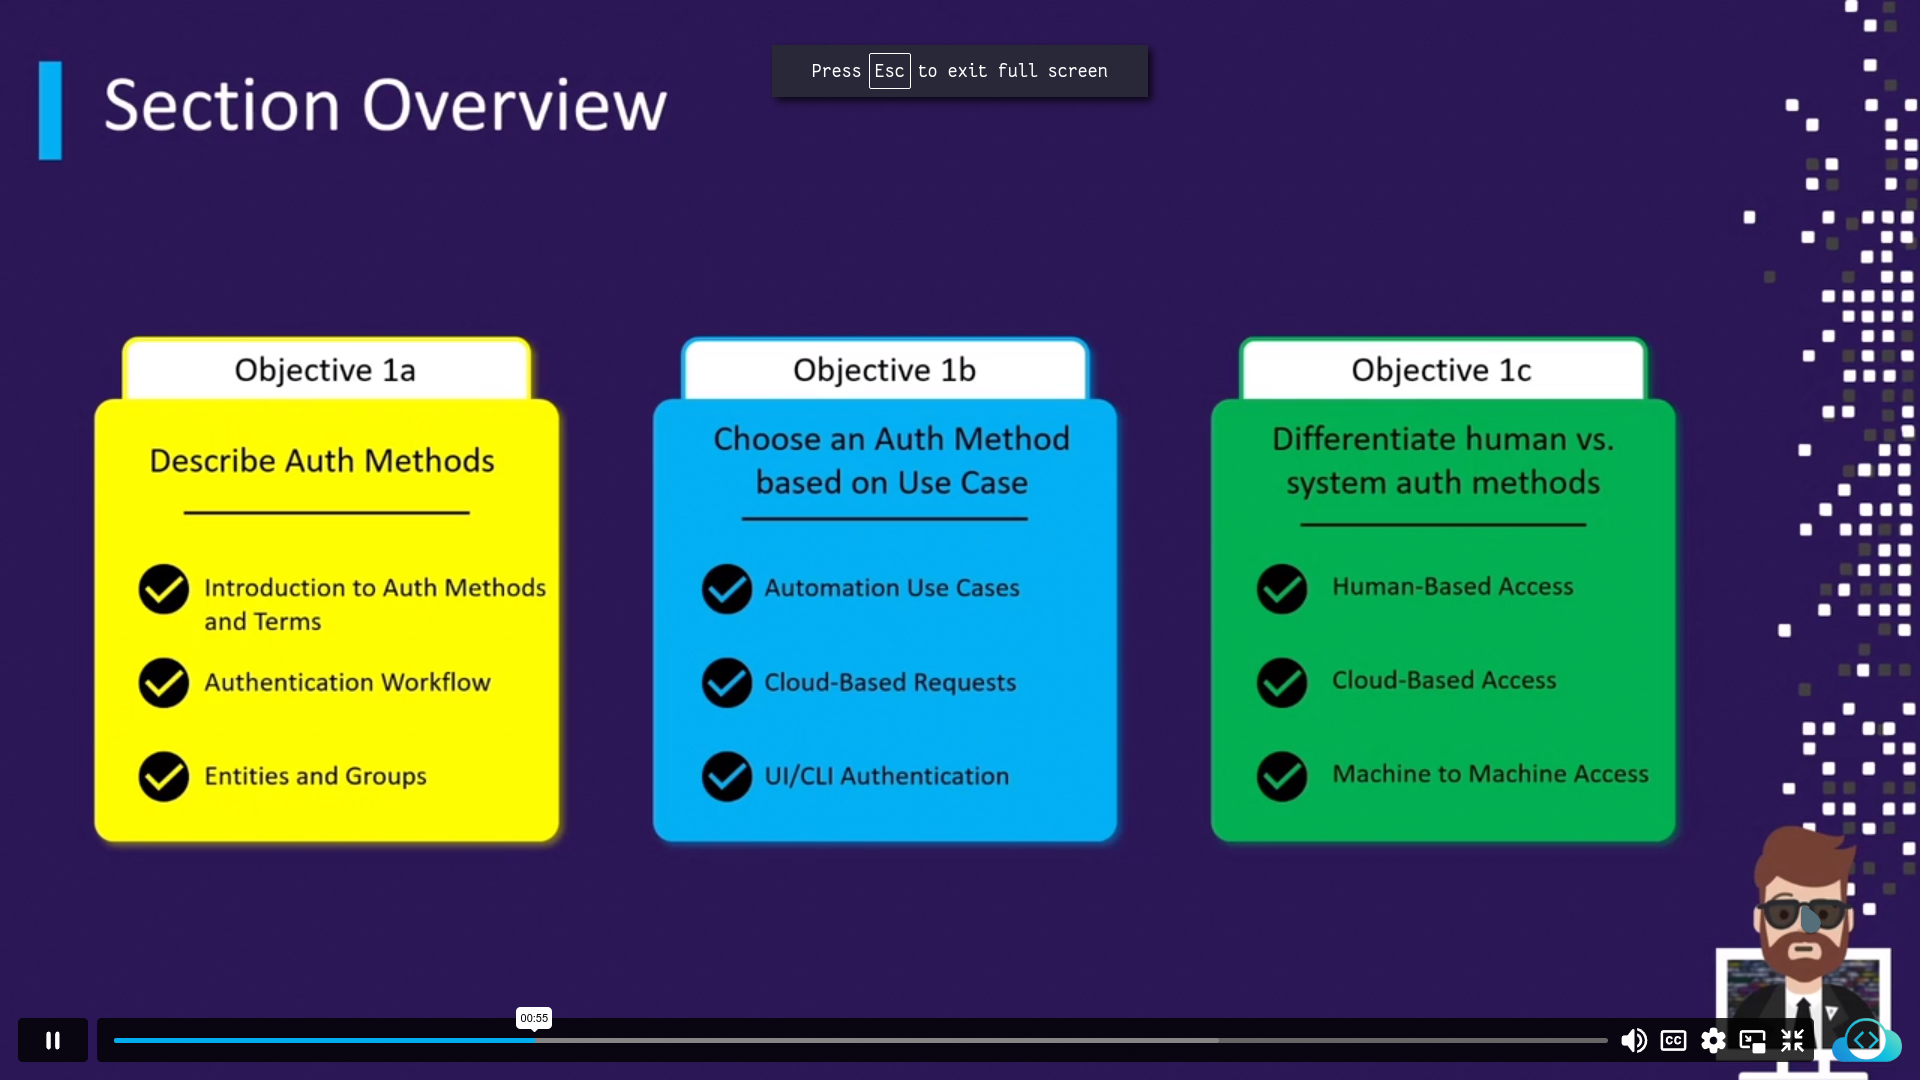 Press Esc to exit full screen
Section Overview
Objective 1a
Describe Auth Methods
Introduction to Auth Methods
and Terms
Authentication Workflow
Entities and Groups
Objective 1b
Choose an Auth Method
based on Use Case
Automation Use Cases
Cloud-Based Requests
UI/CLI Authentication
Objective 1c
Differentiate human vs.
system auth methods
Human-Based Access
Cloud-Based Access
Machine to Machine Access
00:55
CC